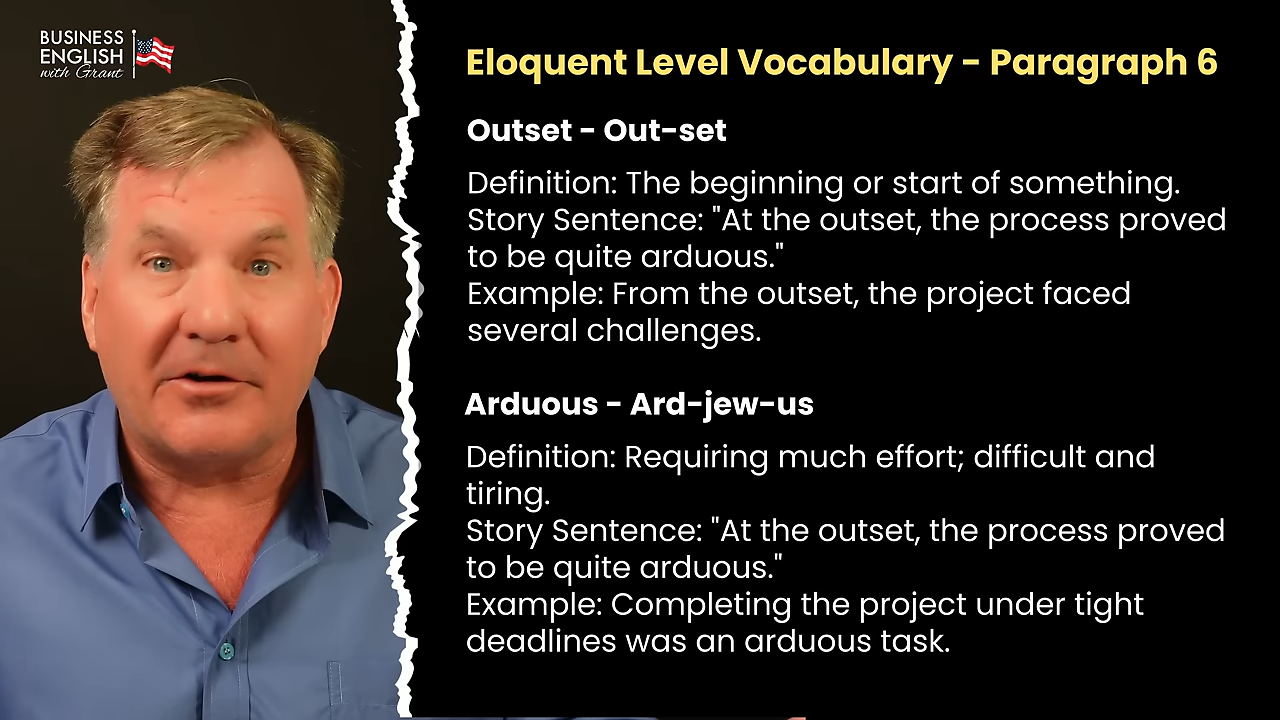 BUSINESS
ENGLISH
with Grant
Eloquent Level Vocabulary - Paragraph 6
Outset - Out-set
Definition: The beginning or start of something.
Story Sentence: "At the outset, the process proved
to be quite arduous."
Example: From the outset, the project faced
several challenges.
Arduous - Ard-jew-us
Definition: Requiring much effort; difficult and
tiring.
Story Sentence: "At the outset, the process proved
to be quite arduous."
Example: Completing the project under tight
deadlines was an arduous task.